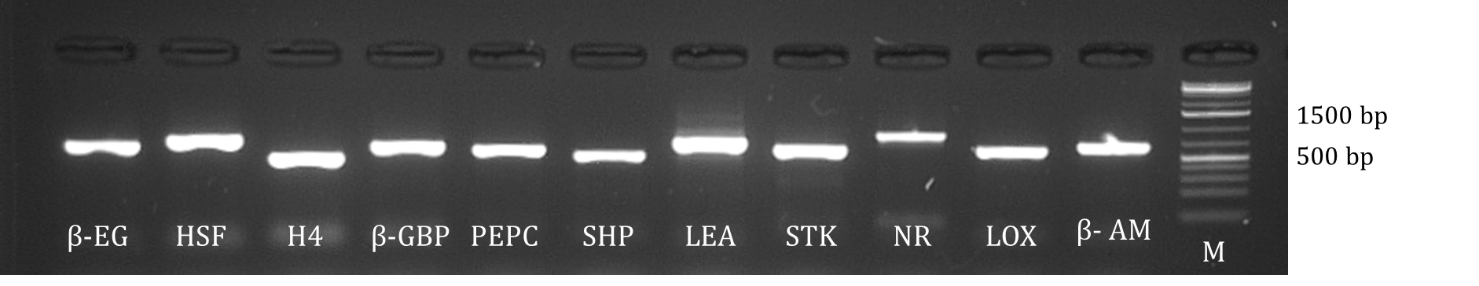 1500 bp
500 bp
β-EG HSF H4 β-GBP PEPC SHP LEA STK NR LOX β- AM M